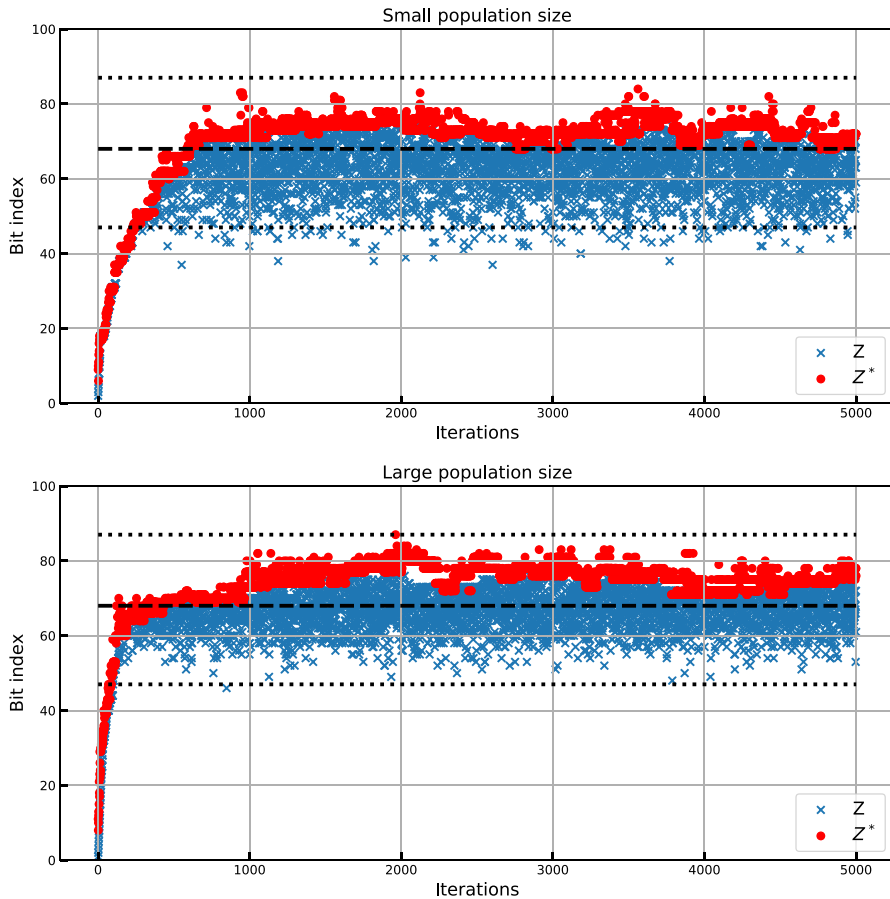 Small population size
100
80
60
40
20
0
Bit index
0 1000 2000 3000 4000 5000
Iterations
Z
Z*
Large population size
100
80
60
40
20
0
Bit index
0 1000 2000 3000 4000 5000
Iterations
Z
Z*